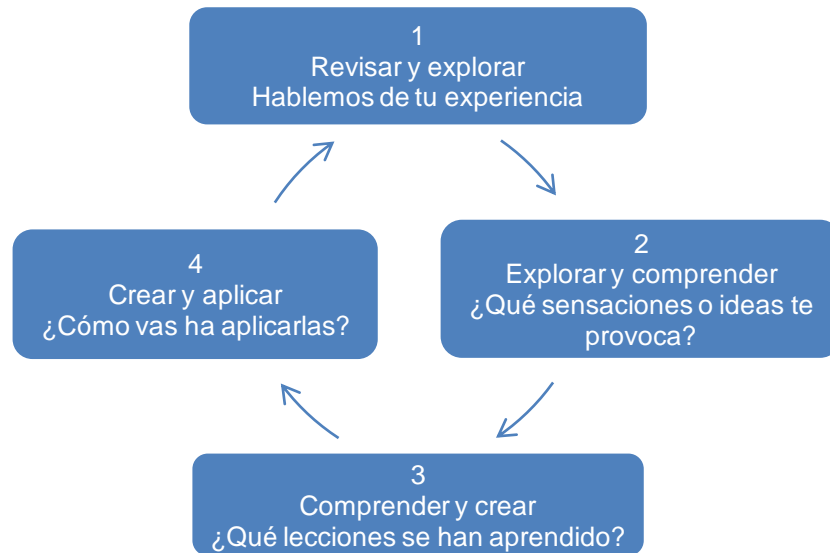 1
Revisar y explorar
Hablemos de tu experiencia
2
Explorar y comprender
¿Qué sensaciones o ideas te
provoca?
3
Comprender y crear
¿Qué lecciones se han aprendido?
4
Crear y aplicar
¿Cómo vas ha aplicarlas?